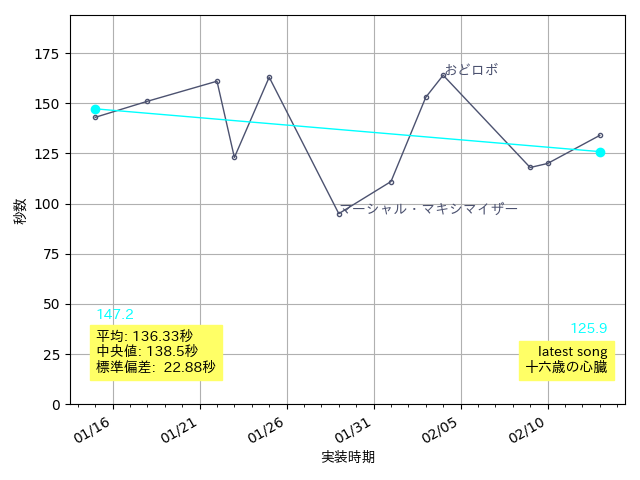 175
150
125
100
75
50
25
0
秒数
おどロボ
マーシャル・マキシマイザー
147.2
平均: 136.33秒
中央値: 138.5秒
標準偏差: 22.88秒
125.9
latest song
十六歳の心臓
01/16
01/21
01/26
01/31
02/05
02/10
実装時期